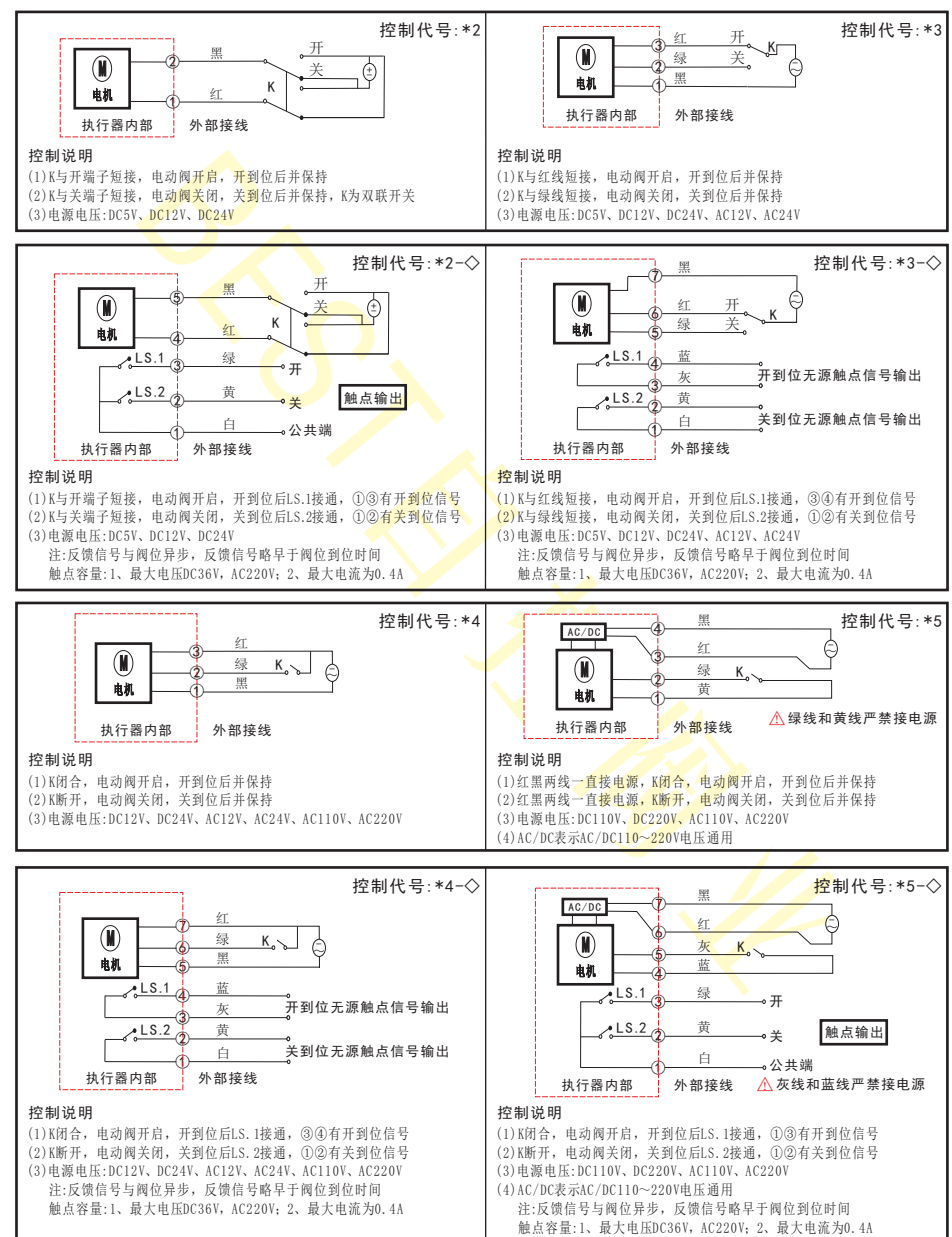 控制代号:*2
②
黑
开
关
K
±
M
电机
①
红
执行器内部
外部接线
控制说明
(1)K与开端子短接，电动阀开启，开到位后并保持
(2)K与关端子短接，电动阀关闭，关到位后并保持，K为双联开关
(3)电源电压:DC5V、DC12V、DC24V
控制代号:*3
③
红
开
K
②
绿
关
M
电机
①
黑
执行器内部
外部接线
控制说明
(1)K与红线短接，电动阀开启，开到位后并保持
(2)K与绿线短接，电动阀关闭，关到位后并保持
(3)电源电压:DC5V、DC12V、DC24V、AC12V、AC24V
控制代号:*2-◇
⑤
黑
开
关
K
±
M
电机
④
红
LS.1
③
绿
开
LS.2
②
黄
关
触点输出
①
白
公共端
执行器内部
外部接线
控制说明
(1)K与开端子短接，电动阀开启，开到位后LS.1接通，①③有开到位信号
(2)K与关端子短接，电动阀关闭，关到位后LS.2接通，①②有关到位信号
(3)电源电压:DC5V、DC12V、DC24V
注:反馈信号与阀位异步，反馈信号略早于阀位到位时间
触点容量:1、最大电压DC36V，AC220V；2、最大电流为0.4A
控制代号:*3-◇
⑦
黑
M
电机
⑥
红
开
K
⑤
绿
关
LS.1
④
蓝
③
灰
开到位无源触点信号输出
LS.2
②
黄
①
白
关到位无源触点信号输出
执行器内部
外部接线
控制说明
(1)K与红线短接，电动阀开启，开到位后LS.1接通，③④有开到位信号
(2)K与绿线短接，电动阀关闭，关到位后LS.2接通，①②有关到位信号
(3)电源电压:DC5V、DC12V、DC24V、AC12V、AC24V
注:反馈信号与阀位异步，反馈信号略早于阀位到位时间
触点容量:1、最大电压DC36V，AC220V；2、最大电流为0.4A
控制代号:*4
③
红
M
电机
②
绿
K
①
黑
执行器内部
外部接线
控制说明
(1)K闭合，电动阀开启，开到位后并保持
(2)K断开，电动阀关闭，关到位后并保持
(3)电源电压:DC12V、DC24V、AC12V、AC24V、AC110V、AC220V
控制代号:*5
AC/DC
④
黑
③
红
M
电机
②
绿
K
①
黄
绿线和黄线严禁接电源
执行器内部
外部接线
控制说明
(1)红黑两线一直接电源，K闭合，电动阀开启，开到位后并保持
(2)红黑两线一直接电源，K断开，电动阀关闭，关到位后并保持
(3)电源电压:DC110V、DC220V、AC110V、AC220V
(4)AC/DC表示AC/DC110～220V电压通用
控制代号:*4-◇
⑦
红
M
电机
⑥
绿
K
⑤
黑
LS.1
④
蓝
③
灰
开到位无源触点信号输出
LS.2
②
黄
①
白
关到位无源触点信号输出
执行器内部
外部接线
控制说明
(1)K闭合，电动阀开启，开到位后LS.1接通，③④有开到位信号
(2)K断开，电动阀关闭，关到位后LS.2接通，①②有关到位信号
(3)电源电压:DC12V、DC24V、AC12V、AC24V、AC110V、AC220V
注:反馈信号与阀位异步，反馈信号略早于阀位到位时间
触点容量:1、最大电压DC36V，AC220V；2、最大电流为0.4A
控制代号:*5-◇
AC/DC
⑦
黑
⑥
红
M
电机
⑤
灰
K
④
蓝
LS.1
③
绿
开
LS.2
②
黄
关
触点输出
①
白
公共端
执行器内部
外部接线
灰线和蓝线严禁接电源
控制说明
(1)K闭合，电动阀开启，开到位后LS.1接通，①③有开到位信号
(2)K断开，电动阀关闭，关到位后LS.2接通，①②有关到位信号
(3)电源电压:DC110V、DC220V、AC110V、AC220V
(4)AC/DC表示AC/DC110～220V电压通用
注:反馈信号与阀位异步，反馈信号略早于阀位到位时间
触点容量:1、最大电压DC36V，AC220V；2、最大电流为0.4A